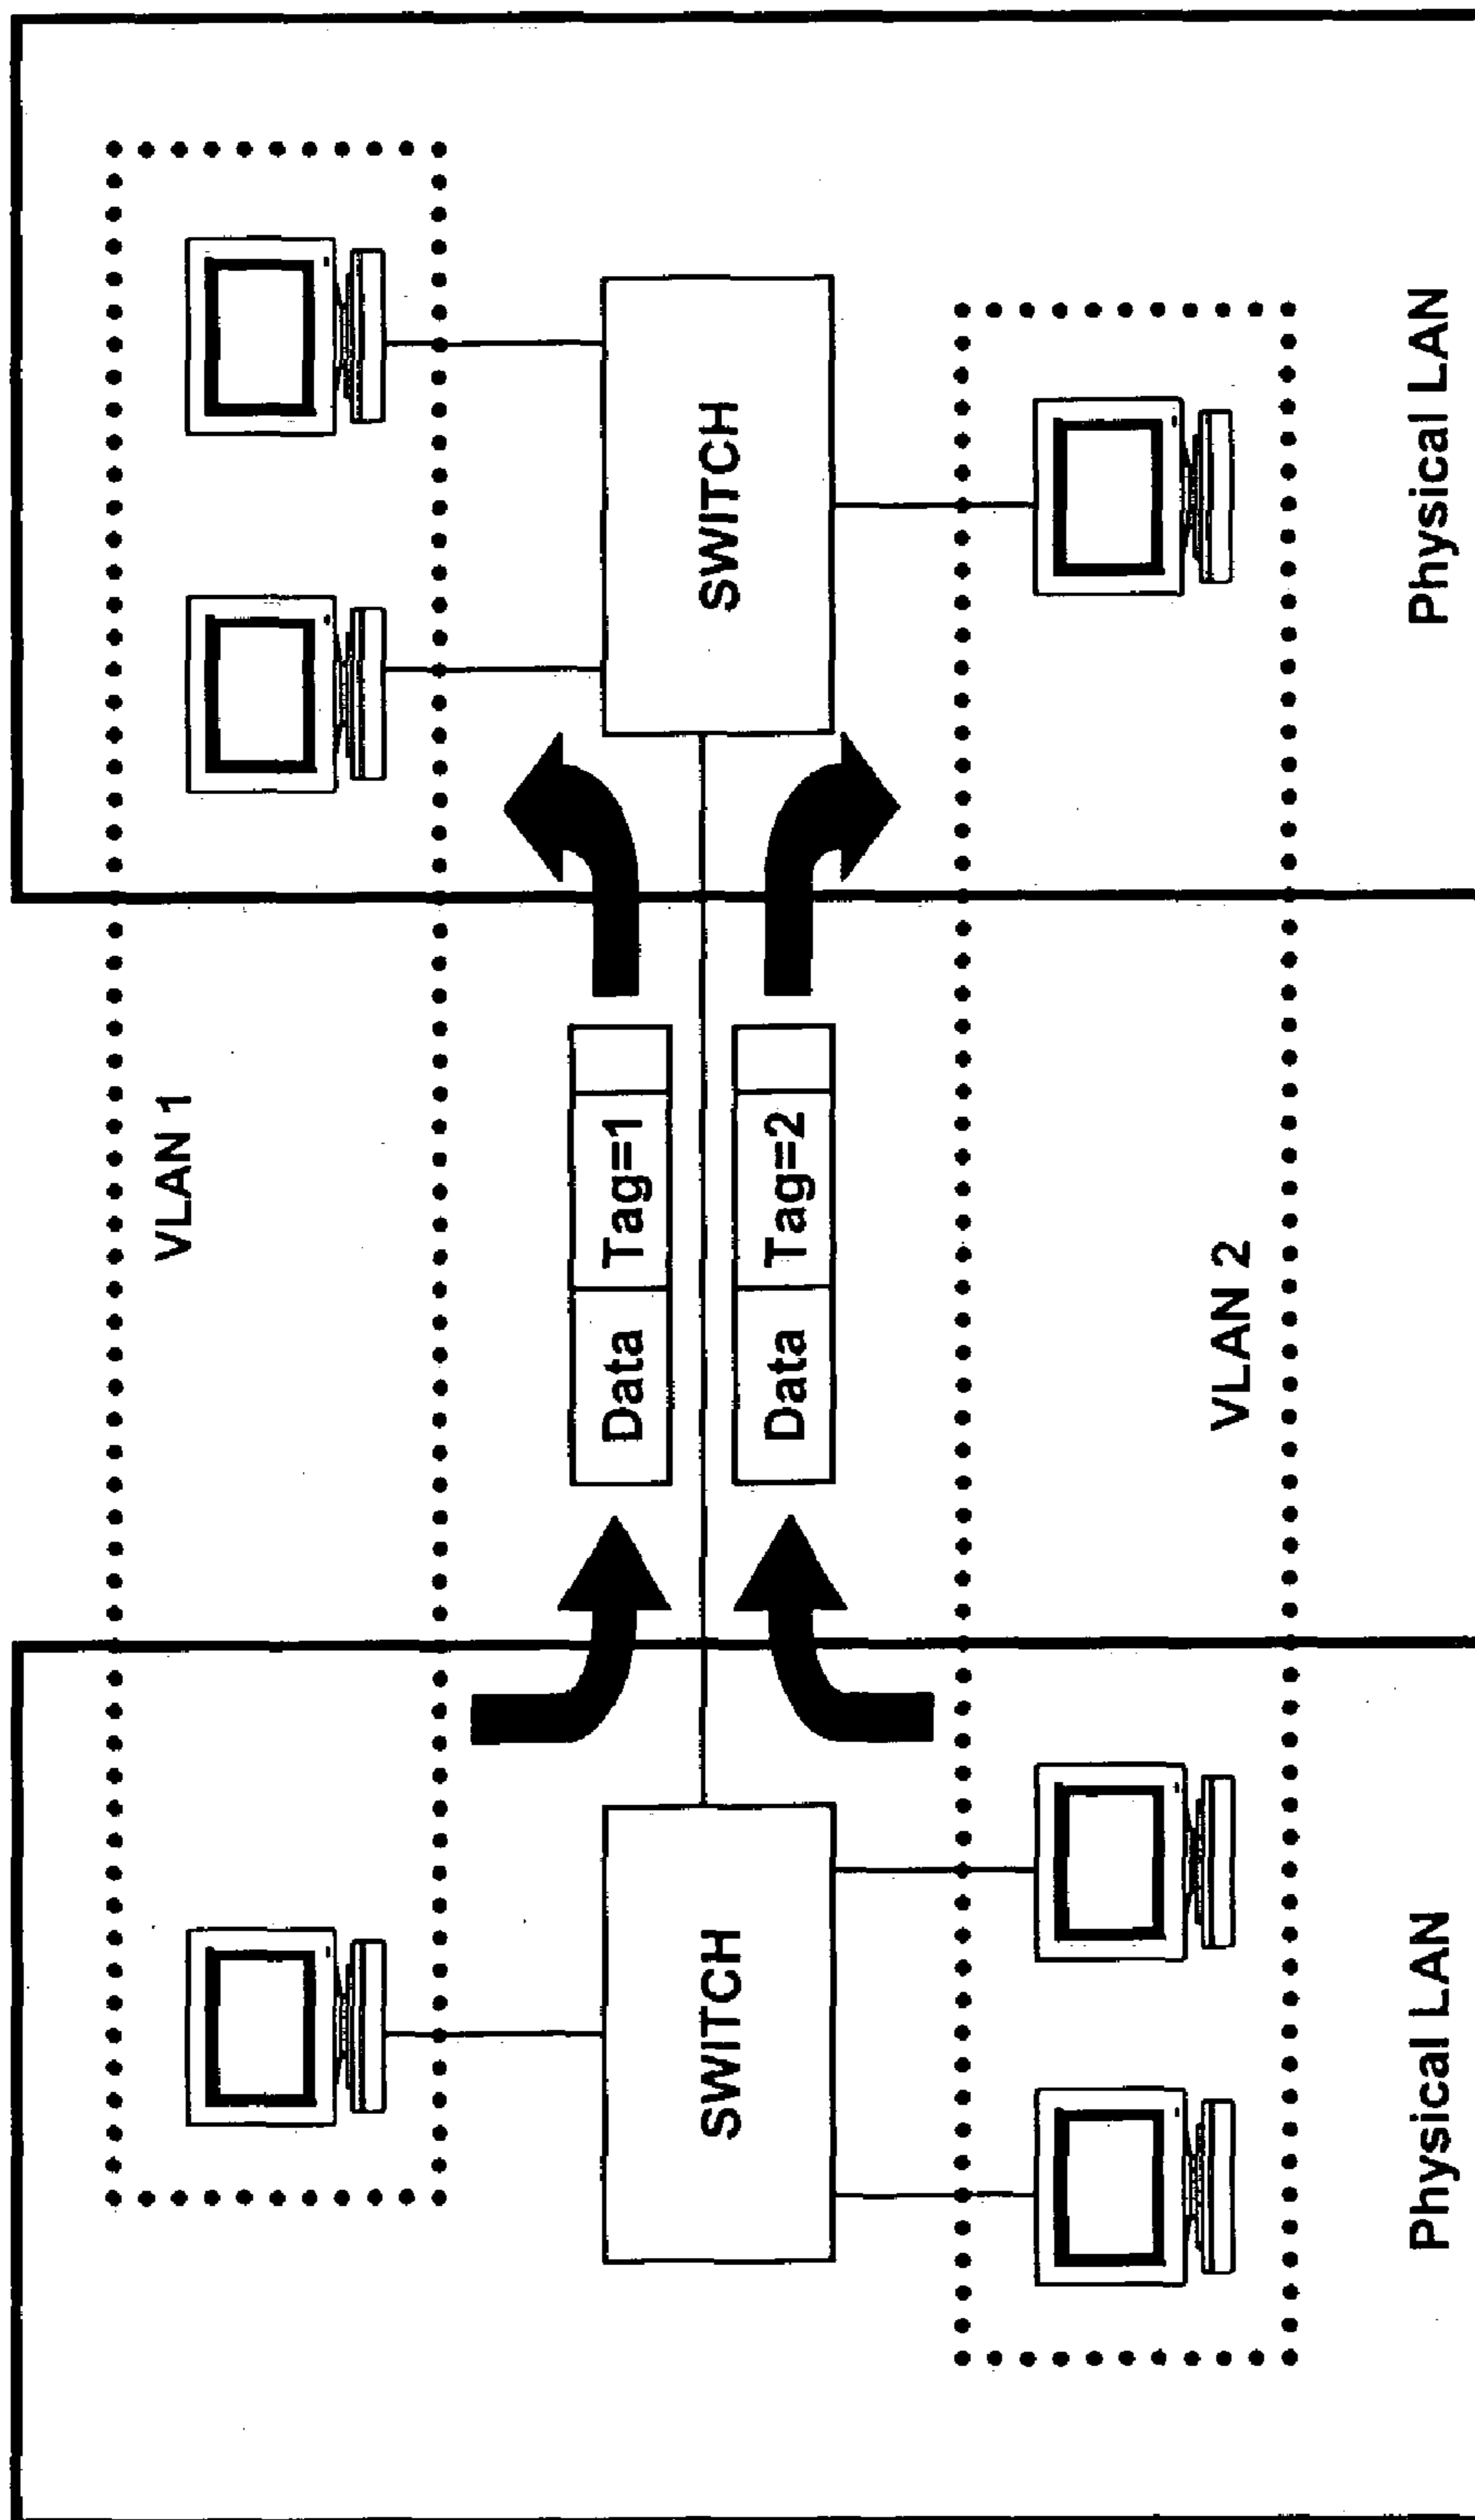 VLAN 1
Data Tag=1
SWITCH
SWITCH
Data Tag=2
VLAN 2
Physical LAN
Physical LAN